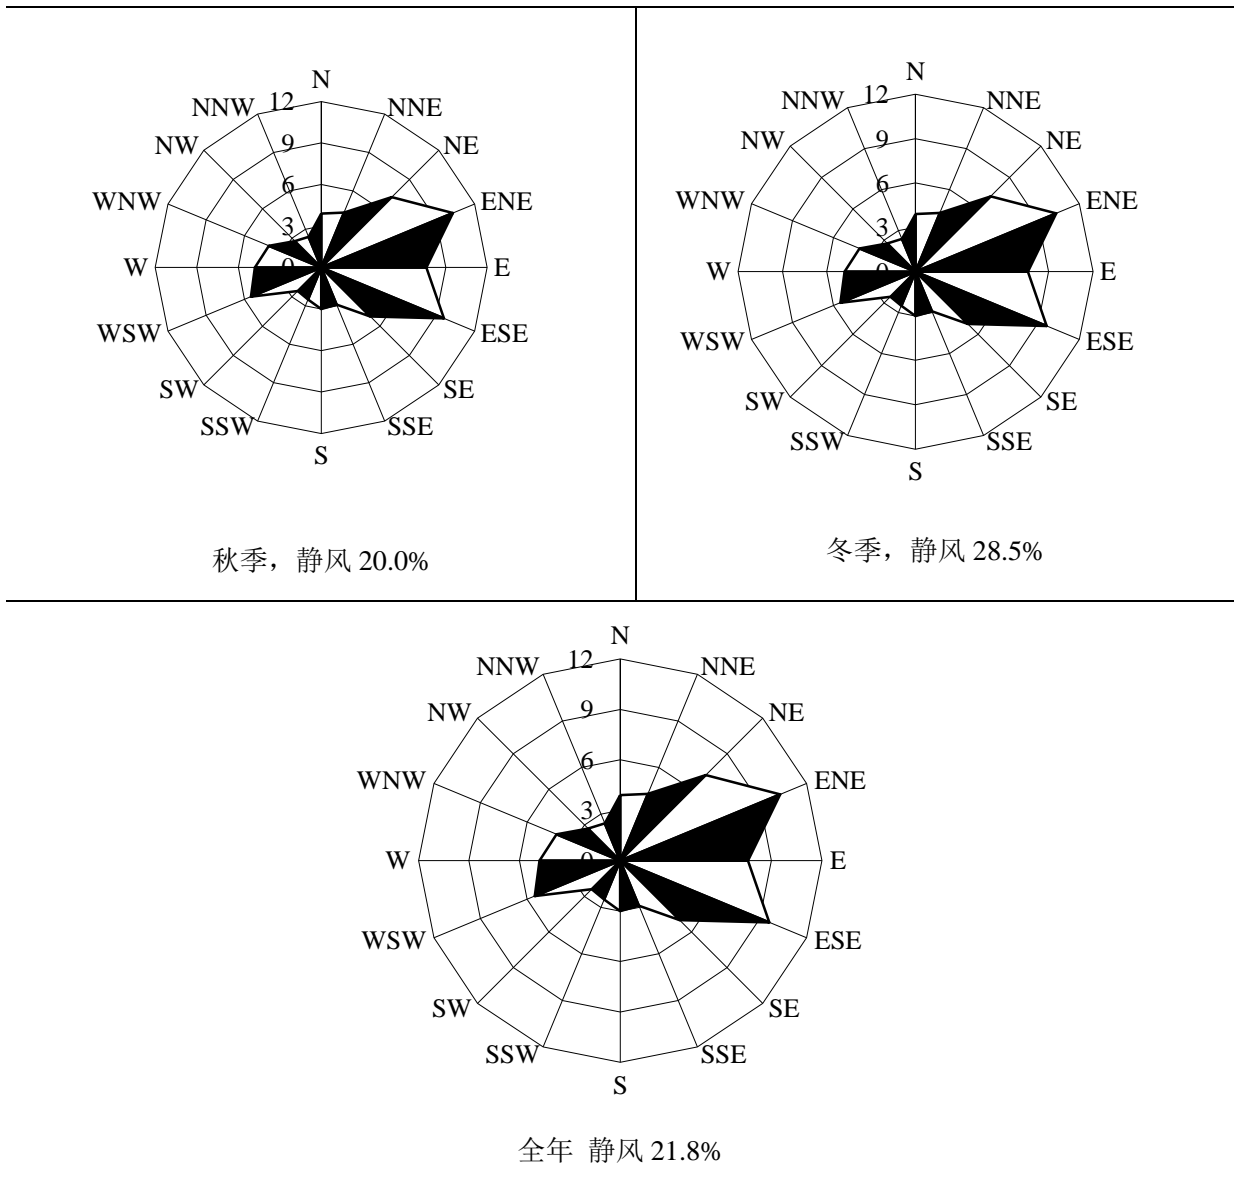 N
NNW 12 NNE
NW 9 NE
WNW 6 ENE
3
W 0 E
WSW ESE
SW SE
SSW SSE
S
秋季，静风 20.0%
N
NNW 12 NNE
NW 9 NE
WNW 6 ENE
3
W 0 E
WSW ESE
SW SE
SSW SSE
S
冬季，静风 28.5%
N
NNW 12 NNE
NW 9 NE
6
WNW ENE
3
W 0 E
WSW ESE
SW SE
SSW SSE
S
全年 静风 21.8%